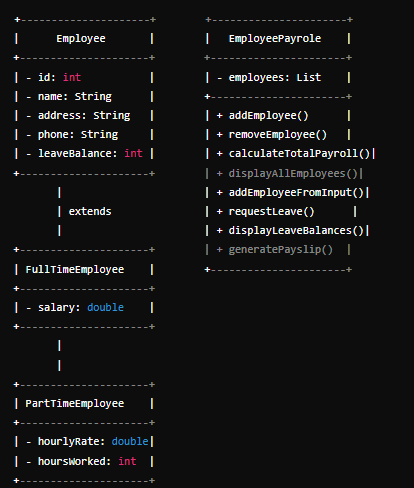 +---------------------+
| Employee |
+---------------------+
| - id: int
| - name: String |
| - address: String |
| - phone: String |
| - leaveBalance: int |
+---------------------+
|
| extends
|
+---------------------+
| FullTimeEmployee
+---------------------+
| - salary: double |
+---------------------+
|
|
+---------------------+
| PartTimeEmployee |
+---------------------+
| - hourlyRate: double|
| - hoursWorked: int |
+---------------------+
+----------------------+
| EmployeePayrole |
+----------------------+
| - employees: List |
+----------------------+
| + addEmployee() |
| + removeEmployee() |
| + calculateTotalPayroll()|
| + displayAllEmployees()|
| + addEmployeeFromInput()|
| + requestLeave() |
| + displayLeaveBalances()|
| + generatePayslip() |
+----------------------+